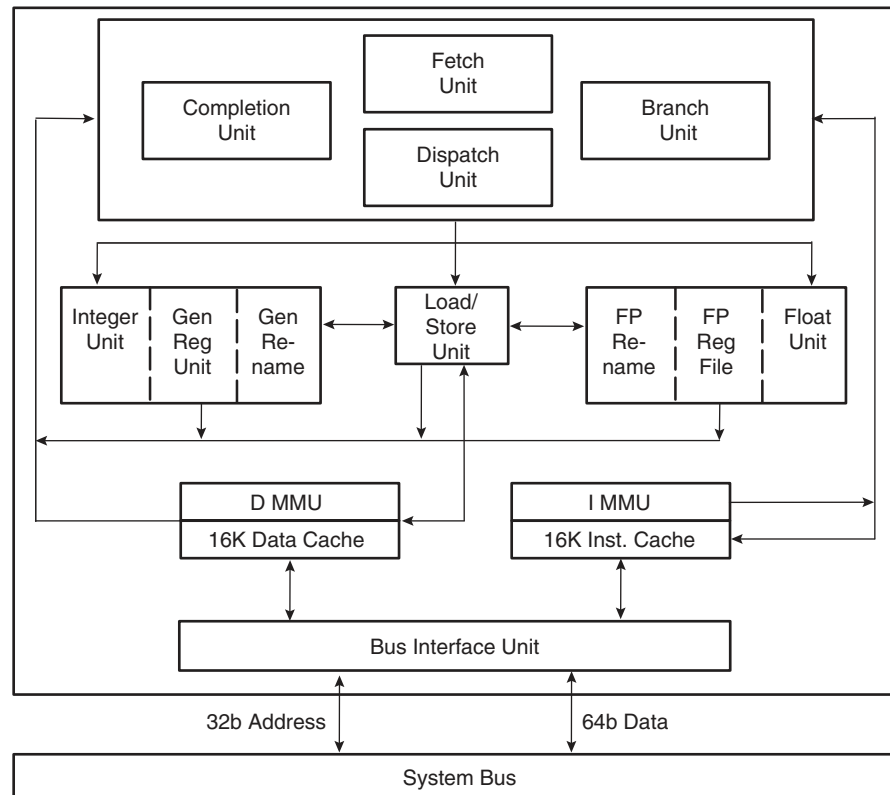 Fetch
Unit
Completion
Unit
Branch
Unit
Dispatch
Unit
Integer
Unit
Gen
Reg
Unit
Gen
Re-
name
Load/
Store
Unit
FP
Re-
name
FP
Reg
File
Float
Unit
D MMU
16K Data Cache
I MMU
16K Inst. Cache
Bus Interface Unit
32b Address
64b Data
System Bus